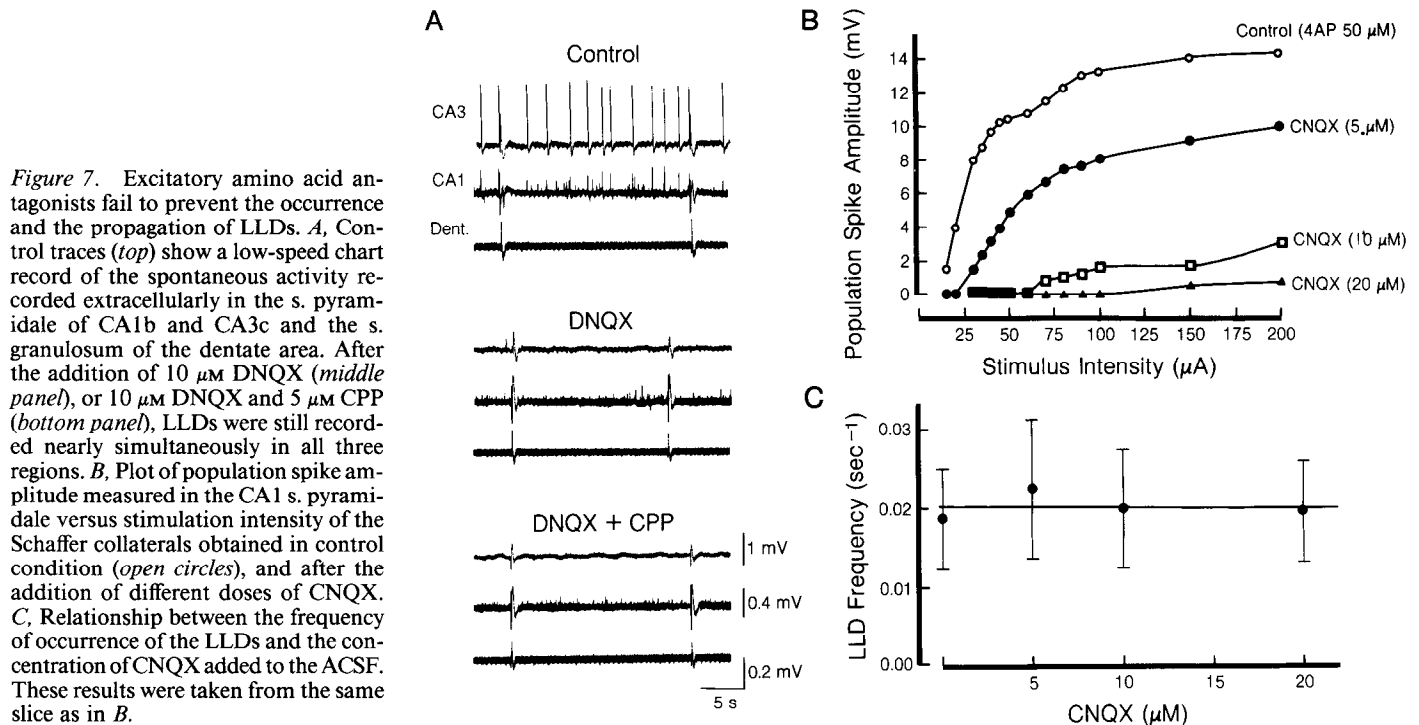 Figure 7. Excitatory amino acid an-
tagonists fail to prevent the occurrence
and the propagation of LLDs. A, Con-
trol traces (top) show a low-speed chart
record of the spontaneous activity re-
corded extracellularly in the s. pyram-
idale of CA1b and CA3c and the s.
granulosum of the dentate area. After
the addition of 10 μM DNQX (middle
panel), or 10 μM DNQX and 5 μM CPP
(bottom panel), LLDs were still record-
ed nearly simultaneously in all three
regions. B, Plot of population spike am-
plitude measured in the CA1 s. pyrami-
dale versus stimulation intensity of the
Schaffer collaterals obtained in control
condition (open circles), and after the
addition of different doses of CNQX.
C, Relationship between the frequency
of occurrence of the LLDs and the con-
centration of CNQX added to the ACSF.
These results were taken from the same
slice as in B.
A
Control
CA3
CA1
Dent.
DNQX
DNQX + CPP
1 mV
0.4 mV
0.2 mV
5 s
B
Population Spike Amplitude (mV)
14
12
10
8
6
4
2
0
25 50 75 100 125 150 175 200
Stimulus Intensity (μA)
Control (4AP 50 μM)
CNQX (5 μM)
CNQX (10 μM)
CNQX (20 μM)
C
LLD Frequency (sec⁻¹)
0.03
0.02
0.01
0.00
5 10 15 20
CNQX (μM)